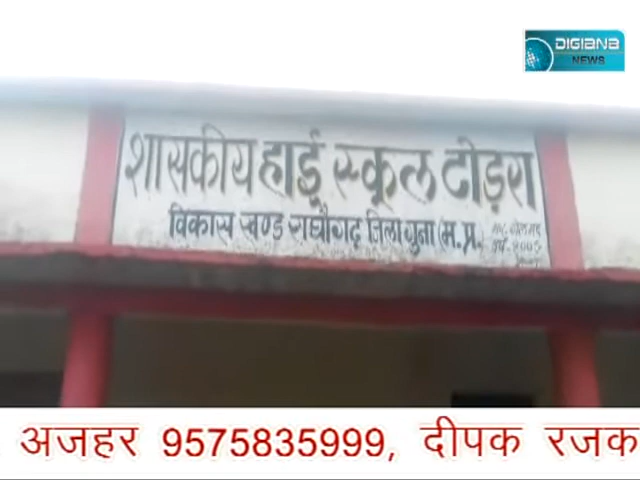 DIGIANA
NEWS
शासकीय हाई स्कूल टोड़रा
विकास खण्ड राघौगढ़ जिला गुना (म.प्र.)
अजहर 9575835999, दीपक रजक